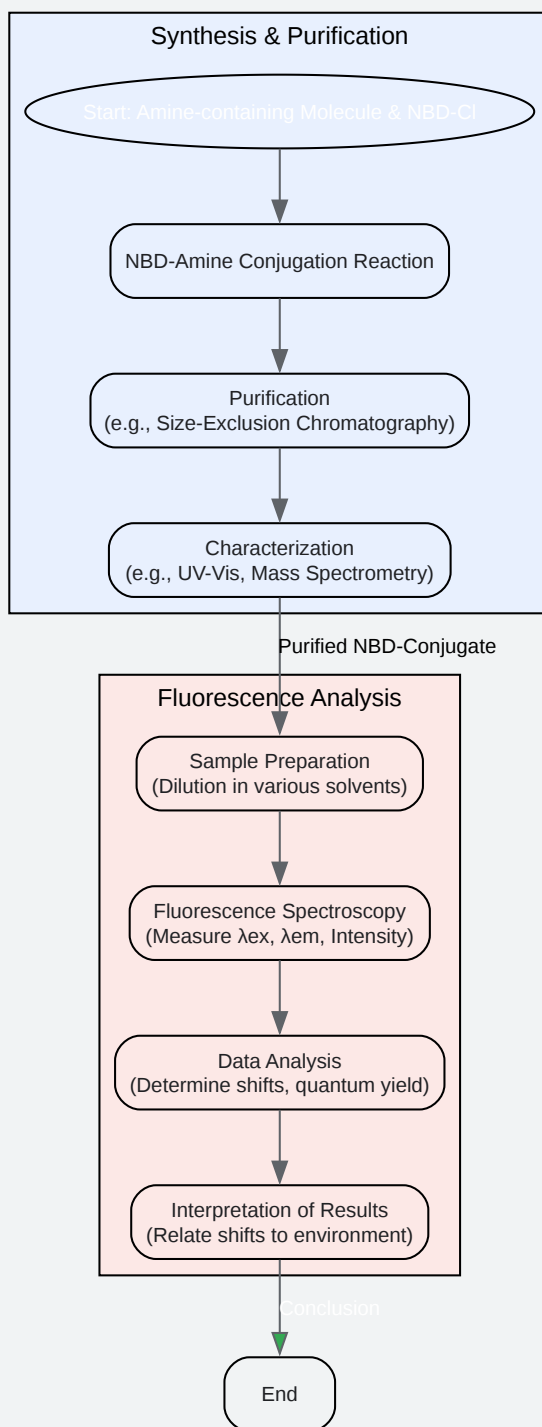 Synthesis & Purification
Start: Amine-containing Molecule & NBD-Cl
NBD-Amine Conjugation Reaction
Purification
(e.g., Size-Exclusion Chromatography)
Characterization
(e.g., UV-Vis, Mass Spectrometry)
Purified NBD-Conjugate
Fluorescence Analysis
Sample Preparation
(Dilution in various solvents)
Fluorescence Spectroscopy
(Measure λex, λem, Intensity)
Data Analysis
(Determine shifts, quantum yield)
Interpretation of Results
(Relate shifts to environment)
Conclusion
End